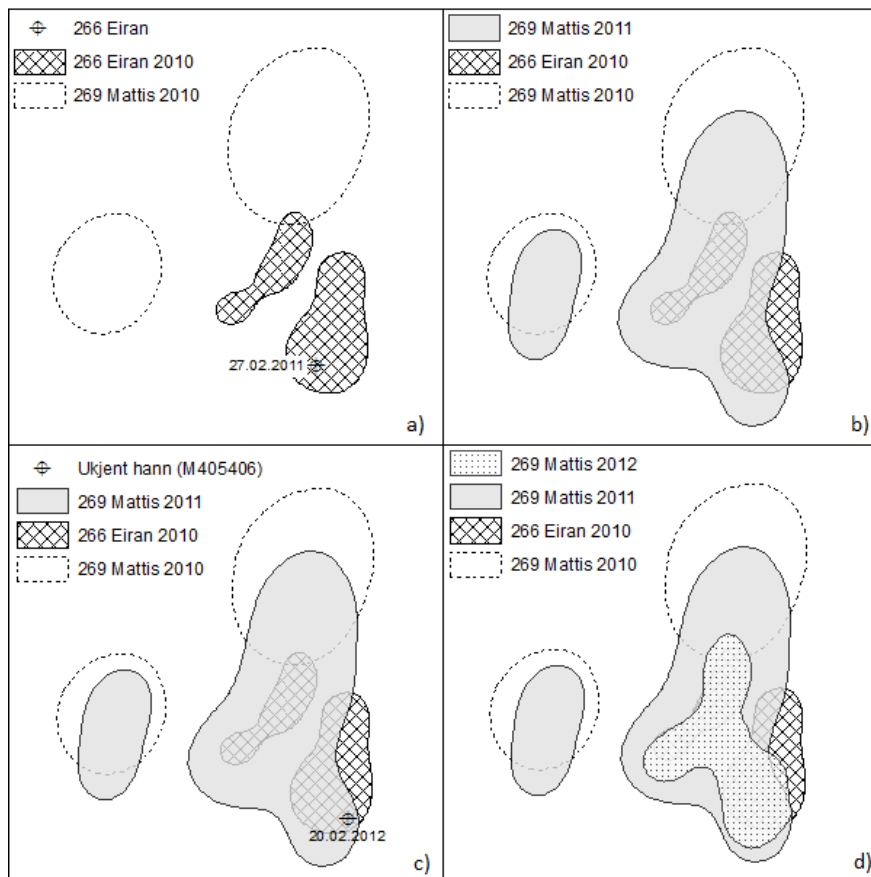 266 Eiran
266 Eiran 2010
269 Mattis 2010
27.02.2011
a)
269 Mattis 2011
266 Eiran 2010
269 Mattis 2010
b)
Ukjent hann (M405406)
269 Mattis 2011
266 Eiran 2010
269 Mattis 2010
20.02.2012
c)
269 Mattis 2012
269 Mattis 2011
266 Eiran 2010
269 Mattis 2010
d)